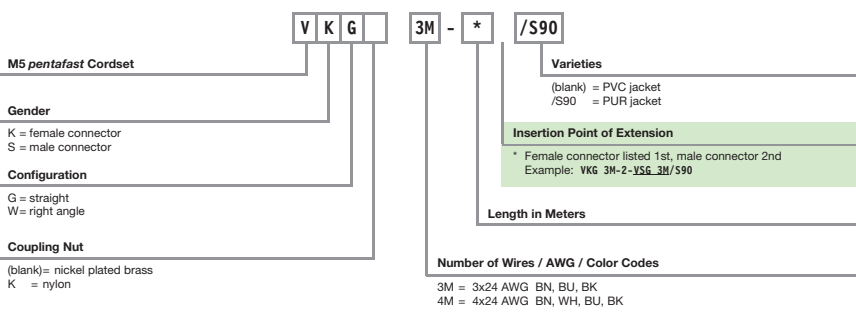 V K G 3M - * /S90
M5 pentafast Cordset
Gender
K = female connector
S = male connector
Configuration
G = straight
W= right angle
Coupling Nut
(blank)= nickel plated brass
K = nylon
Varieties
(blank) = PVC jacket
/S90 = PUR jacket
Insertion Point of Extension
* Female connector listed 1st, male connector 2nd
Example: VKG 3M-2-VSG 3M/S90
Length in Meters
Number of Wires / AWG / Color Codes
3M = 3x24 AWG BN, BU, BK
4M = 4x24 AWG BN, WH, BU, BK